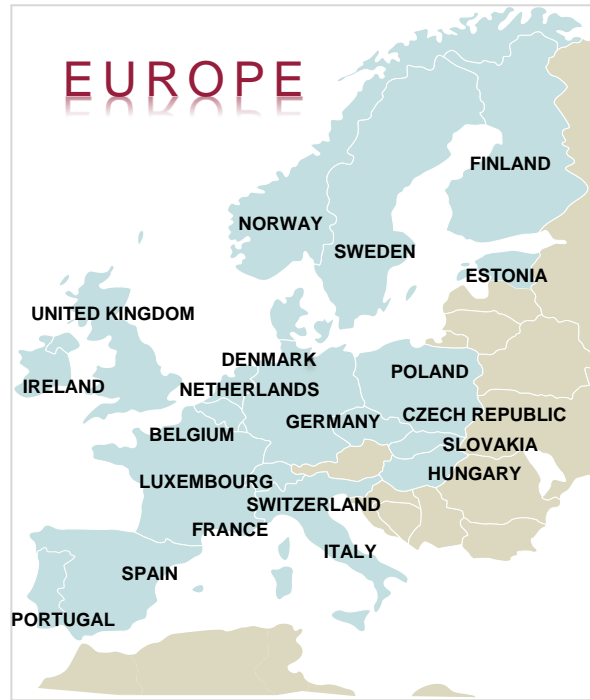 EUROPE
FINLAND
NORWAY
SWEDEN
ESTONIA
UNITED KINGDOM
DENMARK
POLAND
IRELAND
NETHERLANDS
CZECH REPUBLIC
GERMANY
BELGIUM
SLOVAKIA
HUNGARY
LUXEMBOURG
SWITZERLAND
FRANCE
ITALY
SPAIN
PORTUGAL